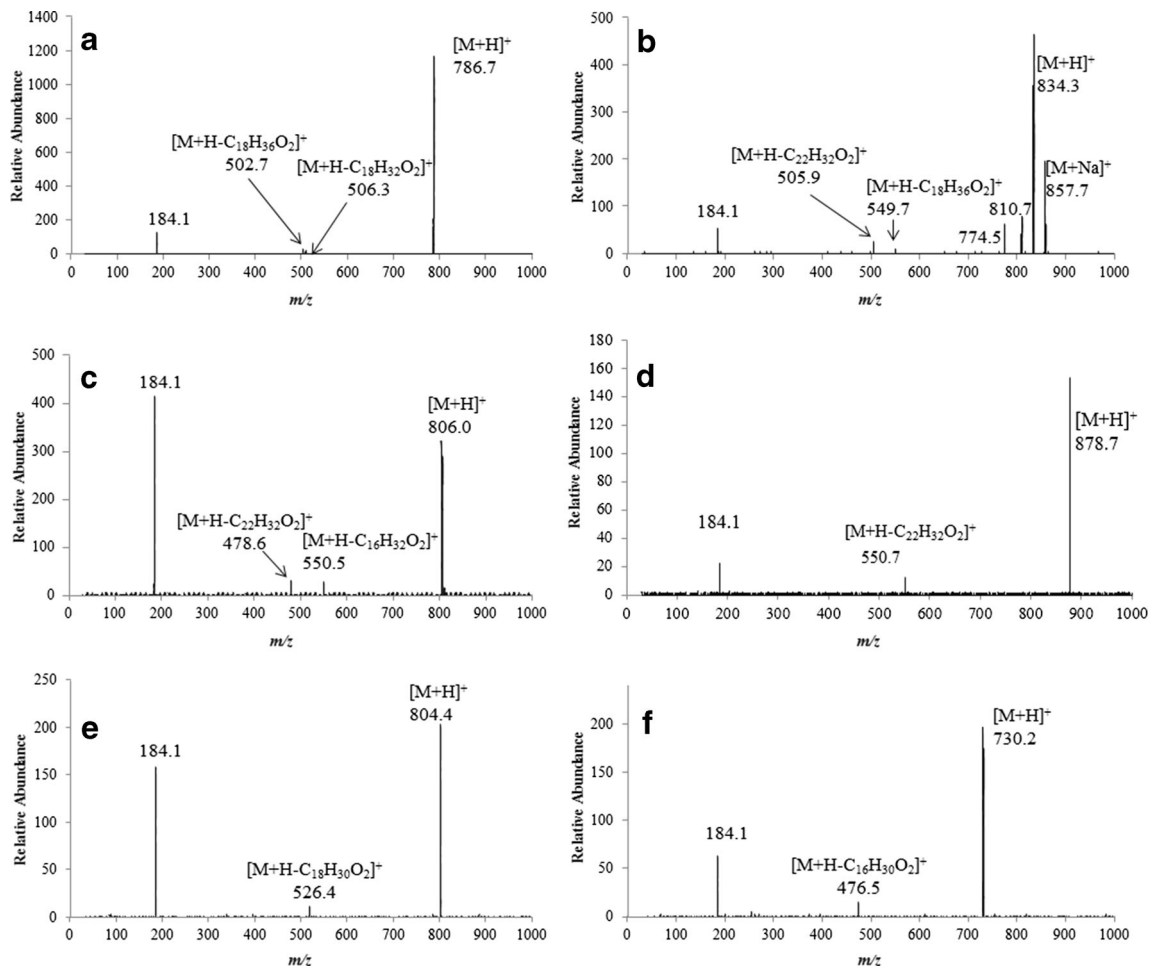 a
1400
1200
1000
800
600
400
200
0
Relative Abundance
[M+H]⁺
786.7
[M+H-C₁₈H₃₆O₂]⁺
502.7
[M+H-C₁₈H₃₂O₂]⁺
506.3
184.1
0 100 200 300 400 500 600 700 800 900 1000
m/z
b
500
400
300
200
100
0
Relative Abundance
[M+H]⁺
834.3
[M+H-C₂₂H₃₂O₂]⁺
505.9
[M+H-C₁₈H₃₆O₂]⁺
549.7
[M+Na]⁺
857.7
810.7
774.5
184.1
0 100 200 300 400 500 600 700 800 900 1000
m/z
c
500
400
300
200
100
0
Relative Abundance
184.1
[M+H]⁺
806.0
[M+H-C₂₂H₃₂O₂]⁺
478.6
[M+H-C₁₆H₃₂O₂]⁺
550.5
0 100 200 300 400 500 600 700 800 900 1000
m/z
d
180
160
140
120
100
80
60
40
20
0
Relative Abundance
[M+H]⁺
878.7
184.1
[M+H-C₂₂H₃₂O₂]⁺
550.7
0 100 200 300 400 500 600 700 800 900 1000
m/z
e
250
200
150
100
50
0
Relative Abundance
[M+H]⁺
804.4
184.1
[M+H-C₁₈H₃₀O₂]⁺
526.4
0 100 200 300 400 500 600 700 800 900 1000
m/z
f
200
150
100
50
0
Relative Abundance
[M+H]⁺
730.2
184.1
[M+H-C₁₆H₃₀O₂]⁺
476.5
0 100 200 300 400 500 600 700 800 900 1000
m/z